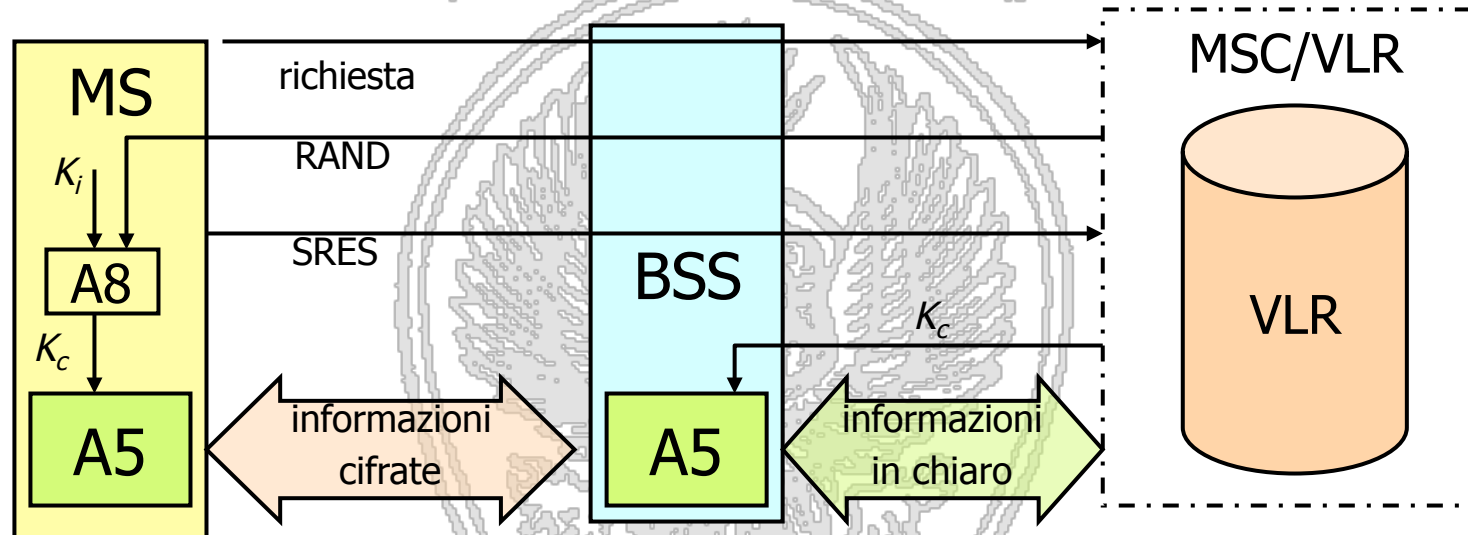 MS
richiesta
MSC/VLR
RAND
Ki
SRES
A8
BSS
Kc
Kc
VLR
A5
informazioni
cifrate
A5
informazioni
in chiaro